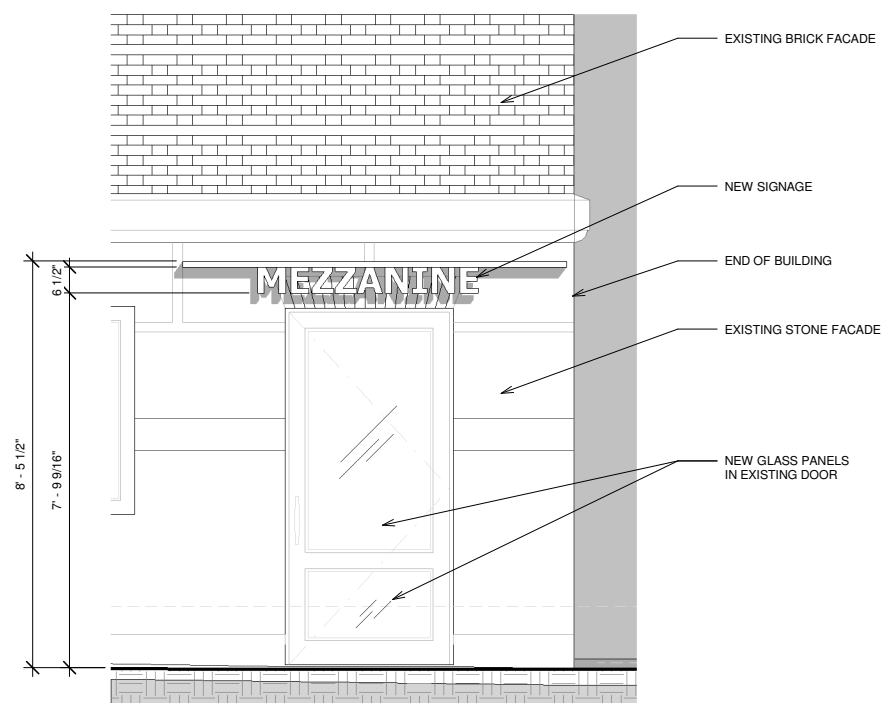 EXISTING BRICK FACADE
NEW SIGNAGE
END OF BUILDING
6 1/2"
MEZZANINE
EXISTING STONE FACADE
8' - 5 1/2"
7' - 9 9/16"
NEW GLASS PANELS
IN EXISTING DOOR